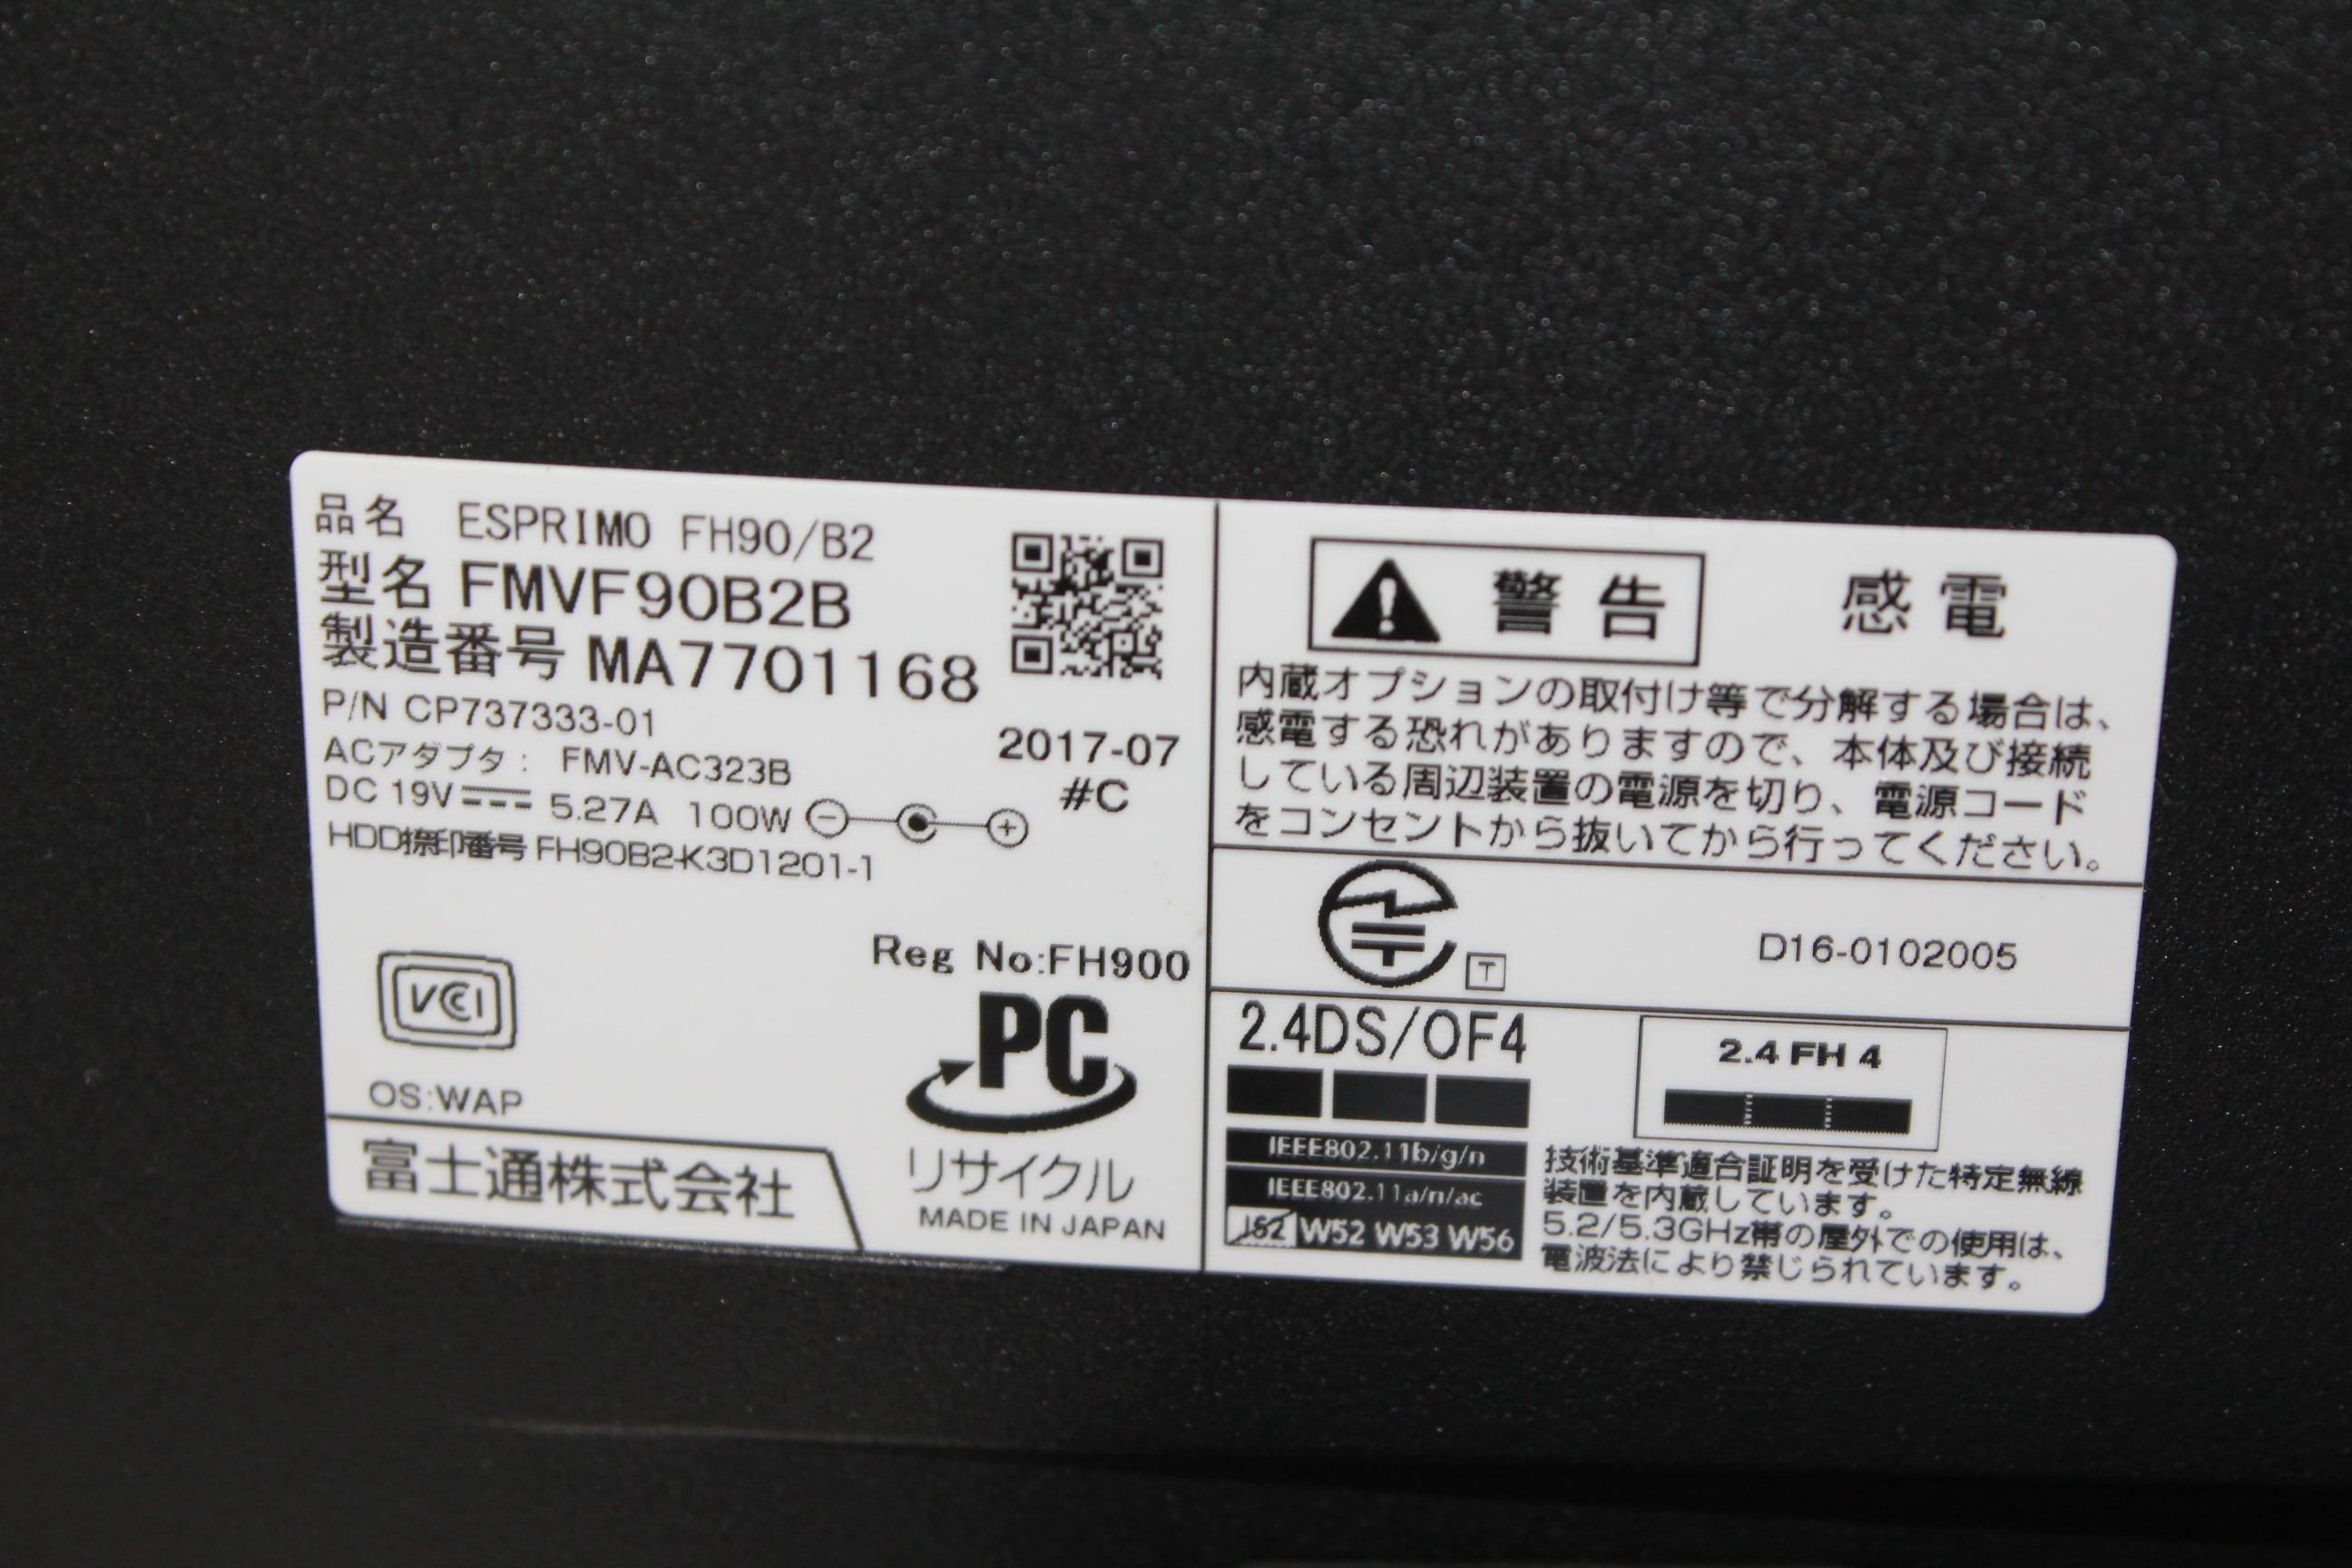 品名 ESPRIMO FH90/B2
型名 FMVF90B2B
製造番号 MA7701168
P/N CP737333-01
ACアダプタ: FMV-AC323B
DC 19V 5.27A 100W
HDD捺印番号 FH90B2-K3D1201-1
2017-07
#C
VCI
OS:WAP
富士通株式会社
Reg No:FH900
PC
リサイクル
MADE IN JAPAN
警告 感電
内蔵オプションの取付け等で分解する場合は、
感電する恐れがありますので、本体及び接続
している周辺装置の電源を切り、電源コード
をコンセントから抜いてから行ってください。
T D16-0102005
2.4DS/OF4
IEEE802.11b/g/n
IEEE802.11a/n/ac
J52 W52 W53 W56
2.4 FH 4
技術基準適合証明を受けた特定無線
装置を内蔵しています。
5.2/5.3GHz帯の屋外での使用は、
電波法により禁じられています。